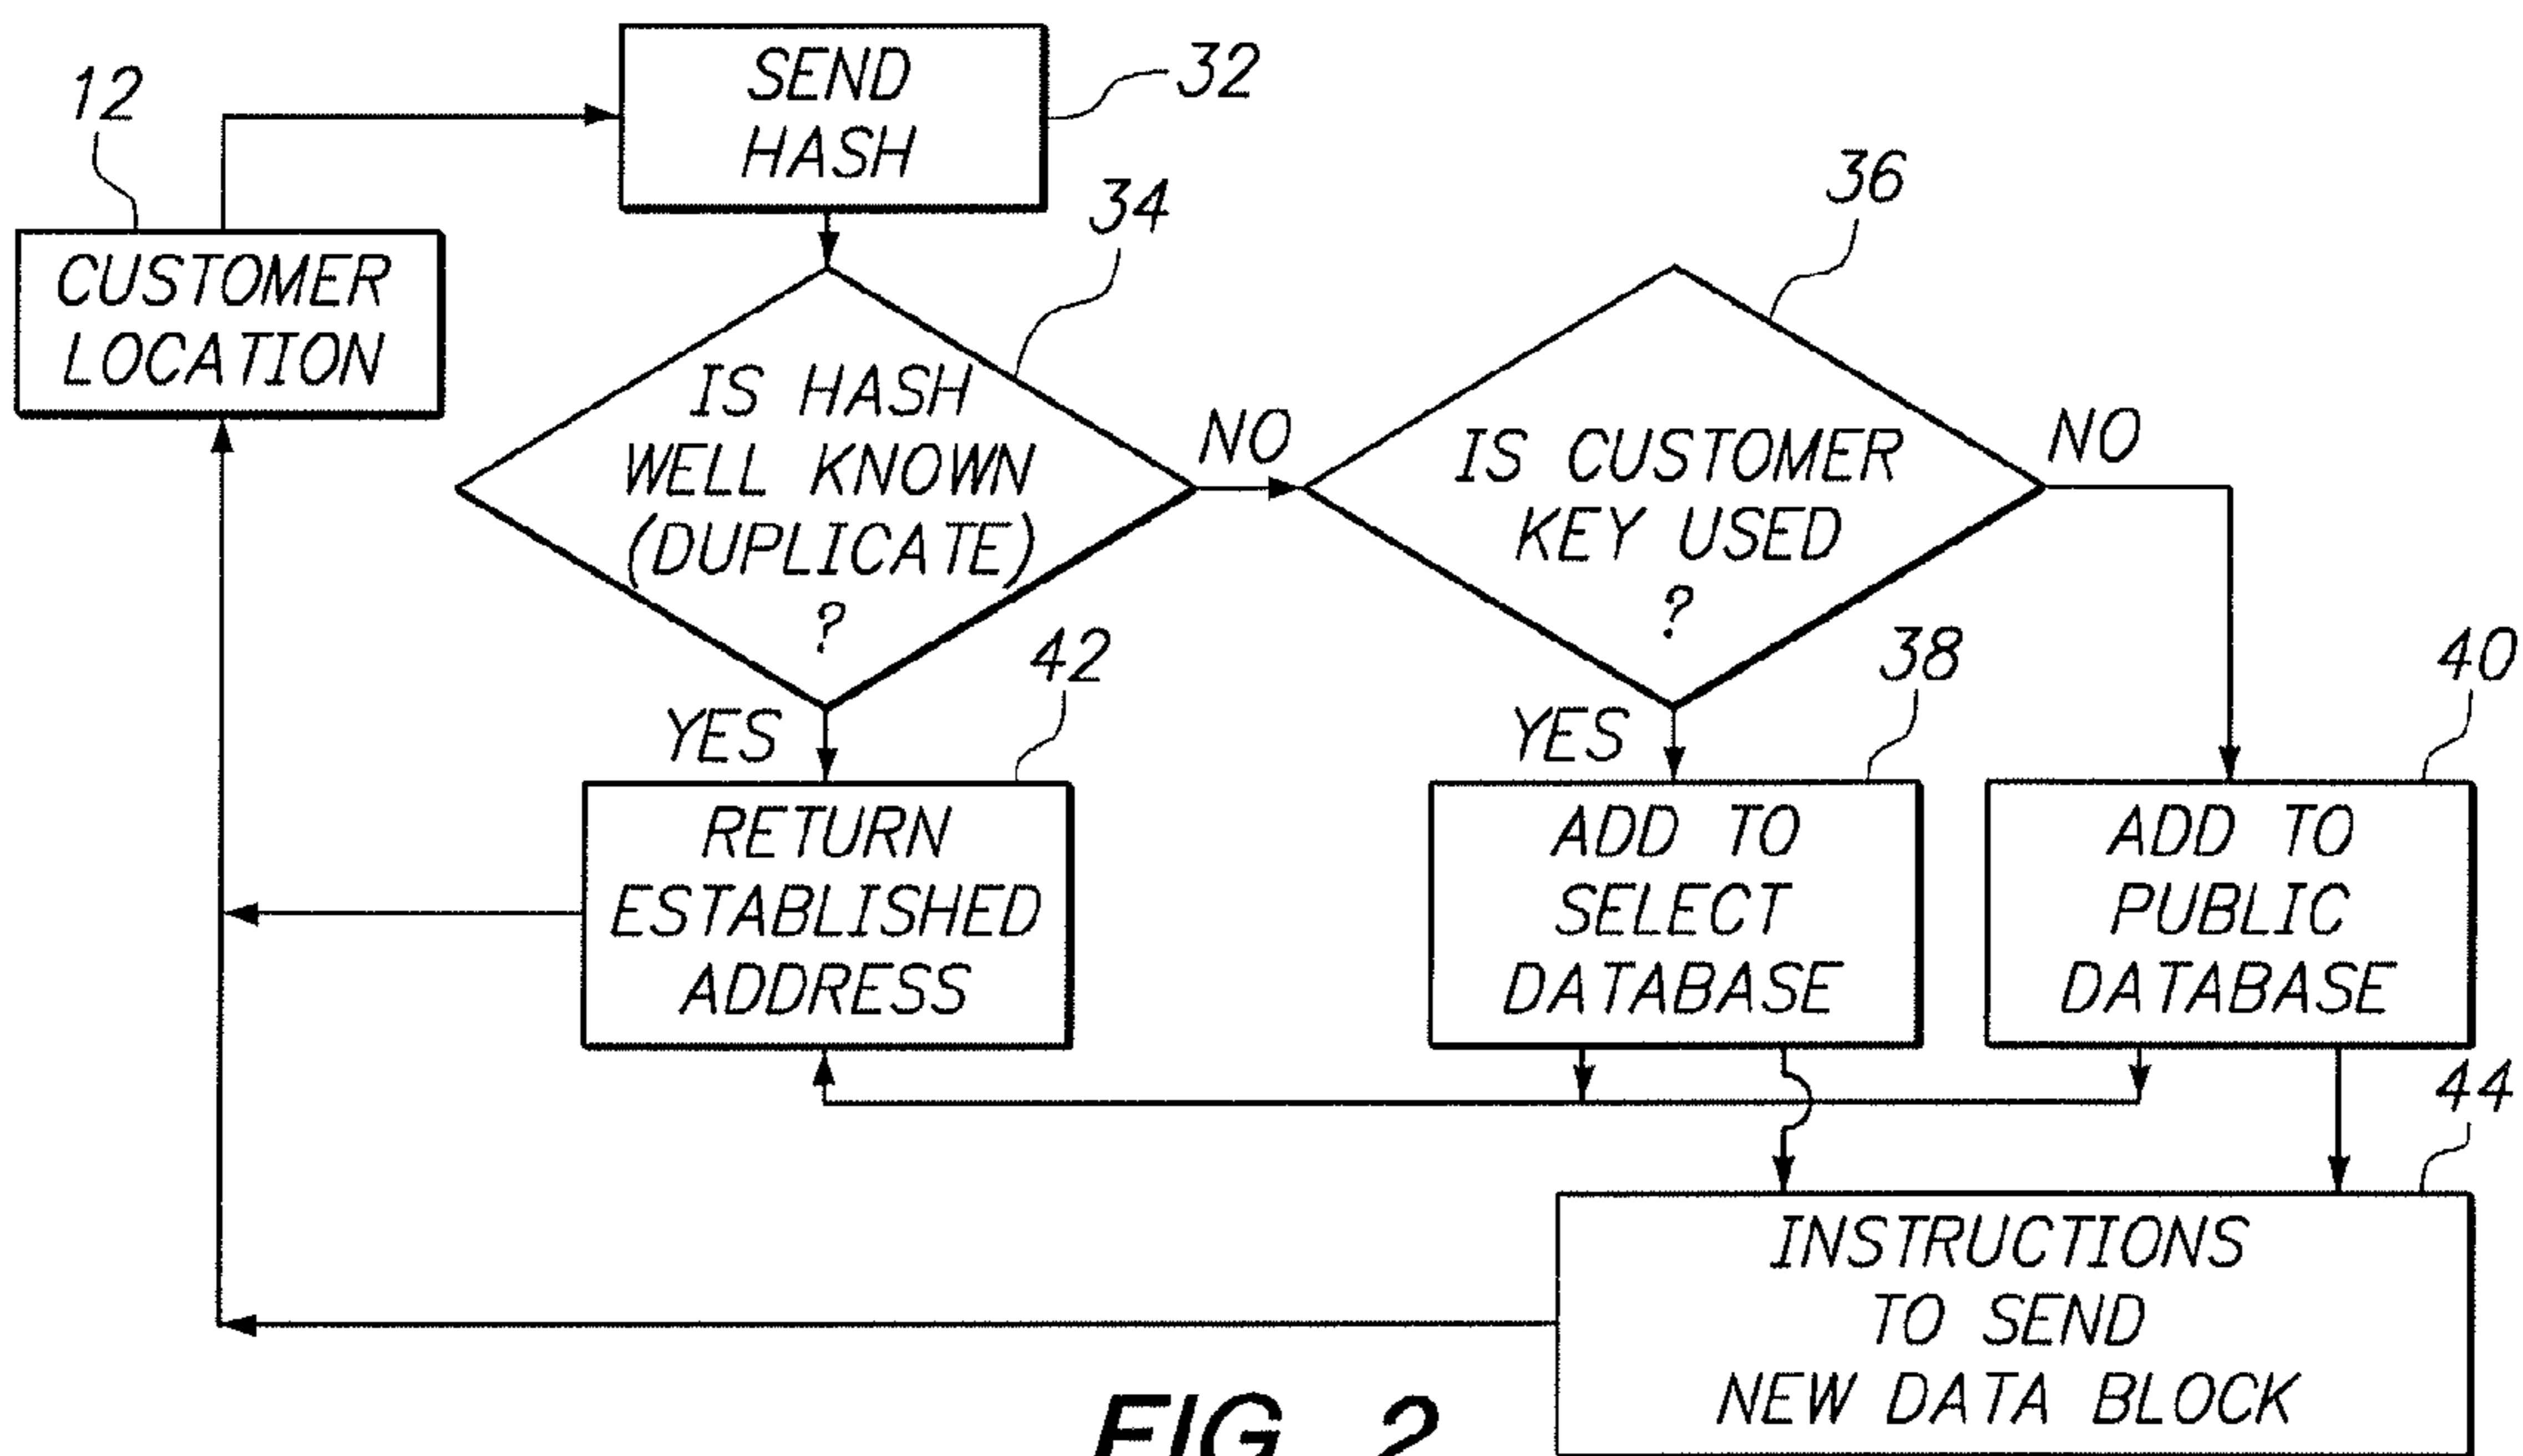 12
CUSTOMER
LOCATION
SEND
HASH
32
34
IS HASH
WELL KNOWN
(DUPLICATE)
?
NO
YES
36
IS CUSTOMER
KEY USED
?
NO
YES
42
RETURN
ESTABLISHED
ADDRESS
38
ADD TO
SELECT
DATABASE
40
ADD TO
PUBLIC
DATABASE
44
INSTRUCTIONS
TO SEND
NEW DATA BLOCK
FIG. 2